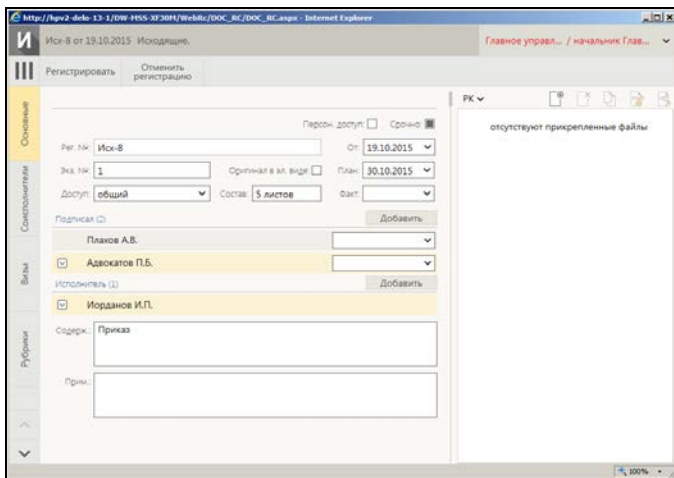 http://hpv2-delo-13-1/DW-MSS-XF30M/WebRc/DOC_RC/DOC_RC.aspx - Internet Explorer
И Исх-8 от 19.10.2015 Исходящие. Главное управл... / начальник Глав...
Регистрировать Отменить
регистрацию
Основные
Соисполнители
Визы
Рубрики
Персон. доступ: Срочно:
Рег. №: Исх-8 От: 19.10.2015
Экз. №: 1 Оригинал в эл. виде: План: 30.10.2015
Доступ: общий Состав: 5 листов Факт:
Подписал (2) Добавить
Плахов А.В.
Адвокатов П.Б.
Исполнитель (1) Добавить
Иорданов И.П.
Содерж.: Приказ
Прим.:
РК
отсутствуют прикрепленные файлы
100%